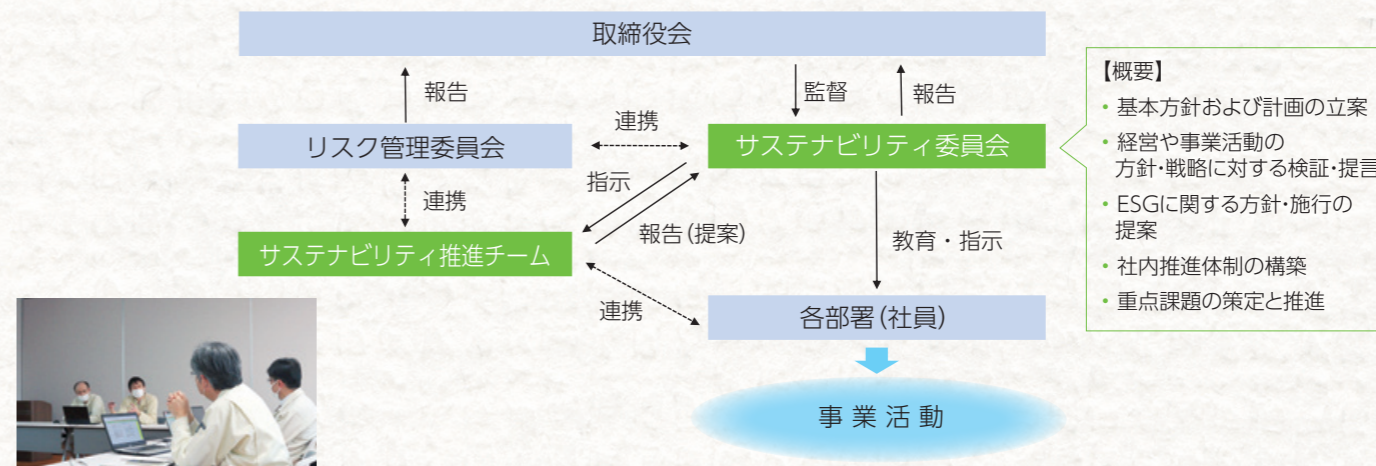 取締役会
報告
監督
報告
リスク管理委員会
連携
サステナビリティ委員会
指示
連携
報告(提案)
サステナビリティ推進チーム
教育・指示
連携
各部署(社員)
事業活動
【概要】
・基本方針および計画の立案
・経営や事業活動の
方針・戦略に対する検証・提言
・ESGに関する方針・施行の
提案
・社内推進体制の構築
・重点課題の策定と推進